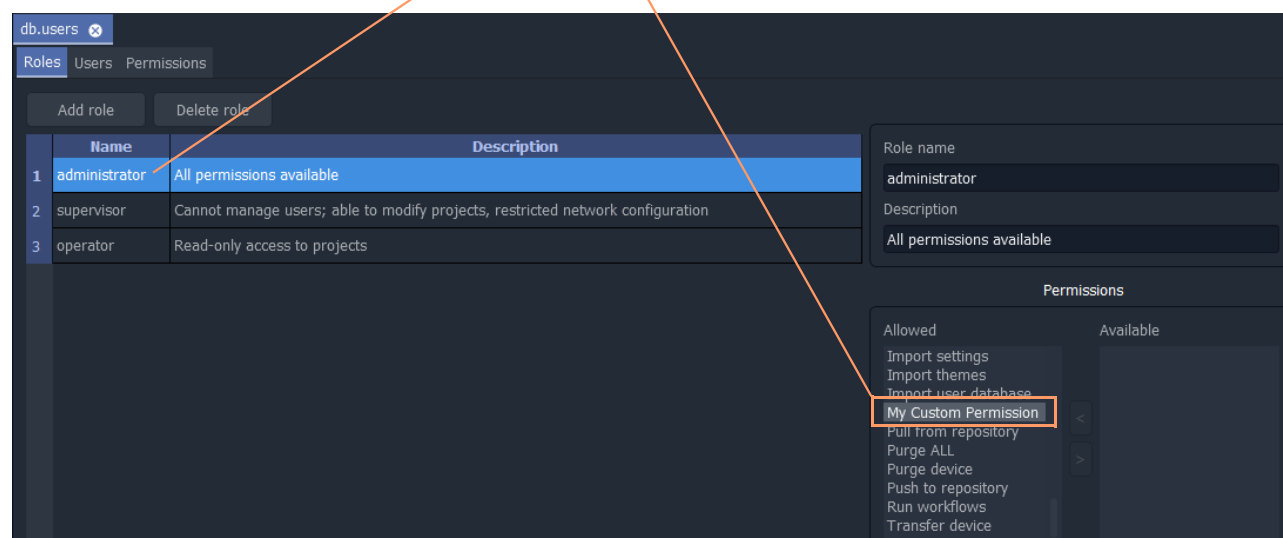 db.users
Roles Users Permissions
Add role Delete role
Name Description
1 administrator All permissions available
2 supervisor Cannot manage users; able to modify projects, restricted network configuration
3 operator Read-only access to projects
Role name
administrator
Description
All permissions available
Permissions
Allowed Available
Import settings
Import themes
Import user database
My Custom Permission
<
Pull from repository
Purge ALL
>
Purge device
Push to repository
Run workflows
Transfer device